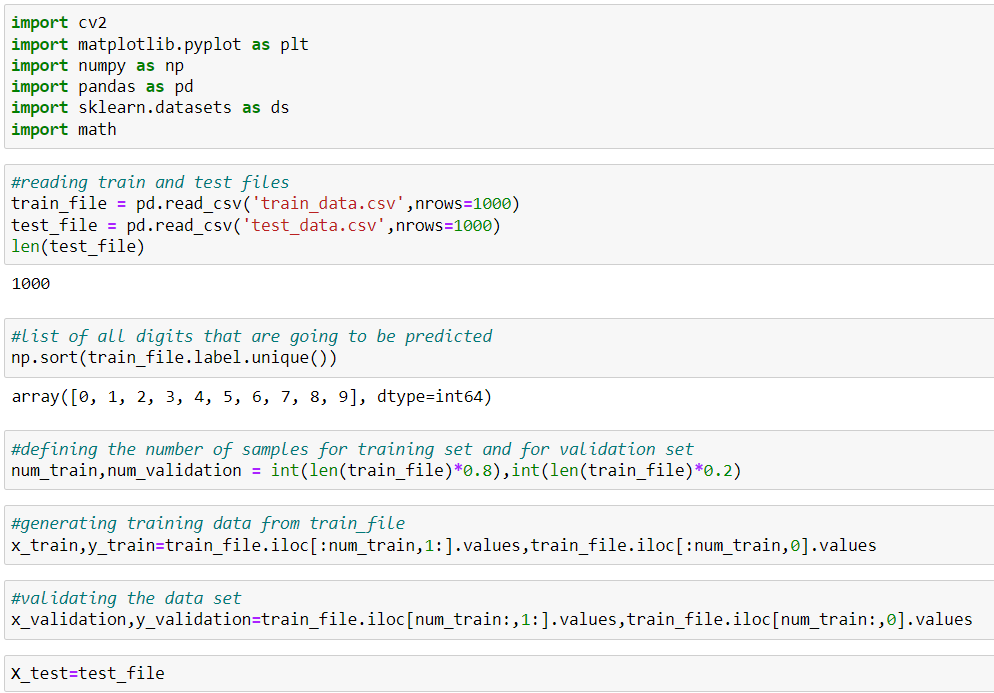 import cv2
import matplotlib.pyplot as plt
import numpy as np
import pandas as pd
import sklearn.datasets as ds
import math
#reading train and test files
train_file = pd.read_csv('train_data.csv',nrows=1000)
test_file = pd.read_csv('test_data.csv',nrows=1000)
len(test_file)
1000
#list of all digits that are going to be predicted
np.sort(train_file.label.unique())
array([0, 1, 2, 3, 4, 5, 6, 7, 8, 9], dtype=int64)
#defining the number of samples for training set and for validation set
num_train,num_validation = int(len(train_file)*0.8),int(len(train_file)*0.2)
#generating training data from train_file
x_train,y_train=train_file.iloc[:num_train,1:].values,train_file.iloc[:num_train,0].values
#validating the data set
x_validation,y_validation=train_file.iloc[num_train:,1:].values,train_file.iloc[num_train:,0].values
X_test=test_file